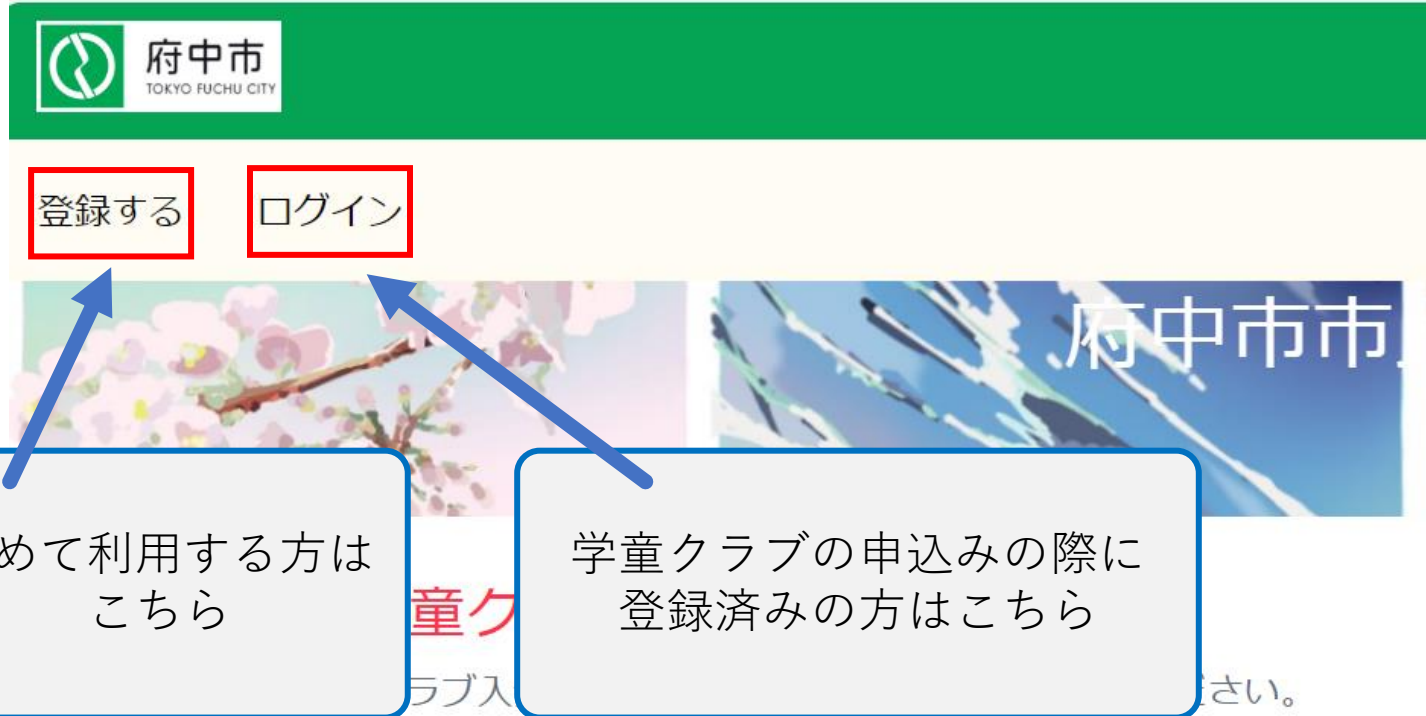 府中市
TOKYO FUCHU CITY
登録する ログイン
府中市市
めて利用する方は
こちら
学童クラブの申込みの際に
登録済みの方はこちら
童ク
ラブ入
さい。